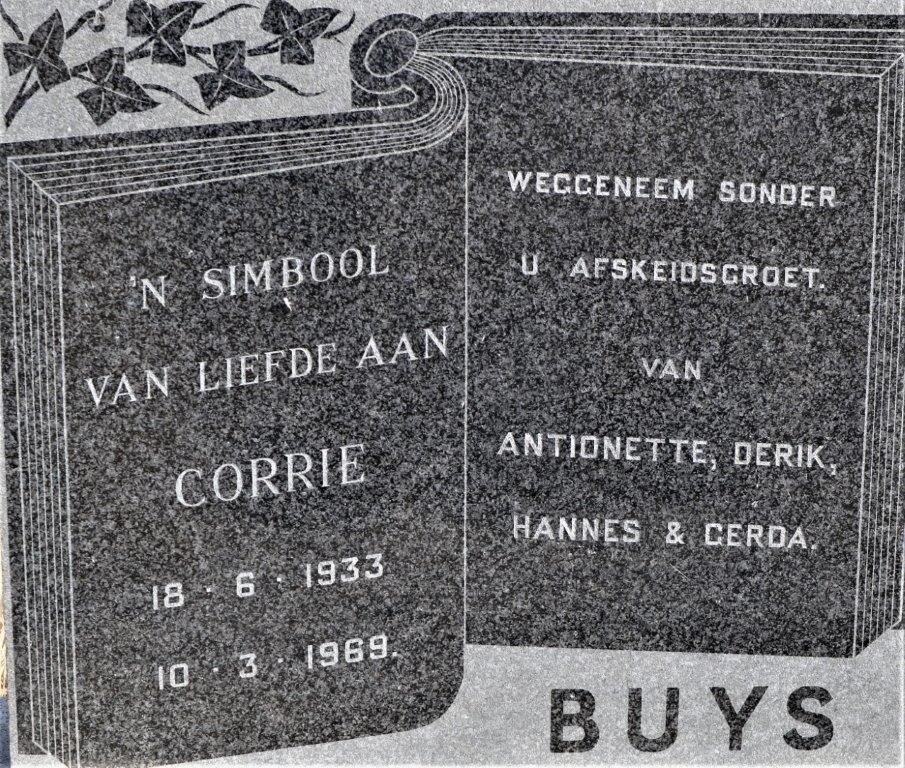 'N SIMBOOL
VAN LIEFDE AAN
CORRIE
18 · 6 · 1933
10 · 3 · 1969.
WEGGENEEM SONDER
U AFSKEIDSGROET.
VAN
ANTIONETTE, DERIK,
HANNES & GERDA.
BUYS